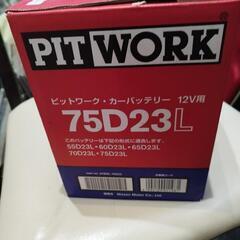 PITWORK
ピットワーク・カーバッテリー 12V用
75D23L
このバッテリーは下記の形式に適合します。
55D23L・60D23L・65D23L
70D23L・75D23L